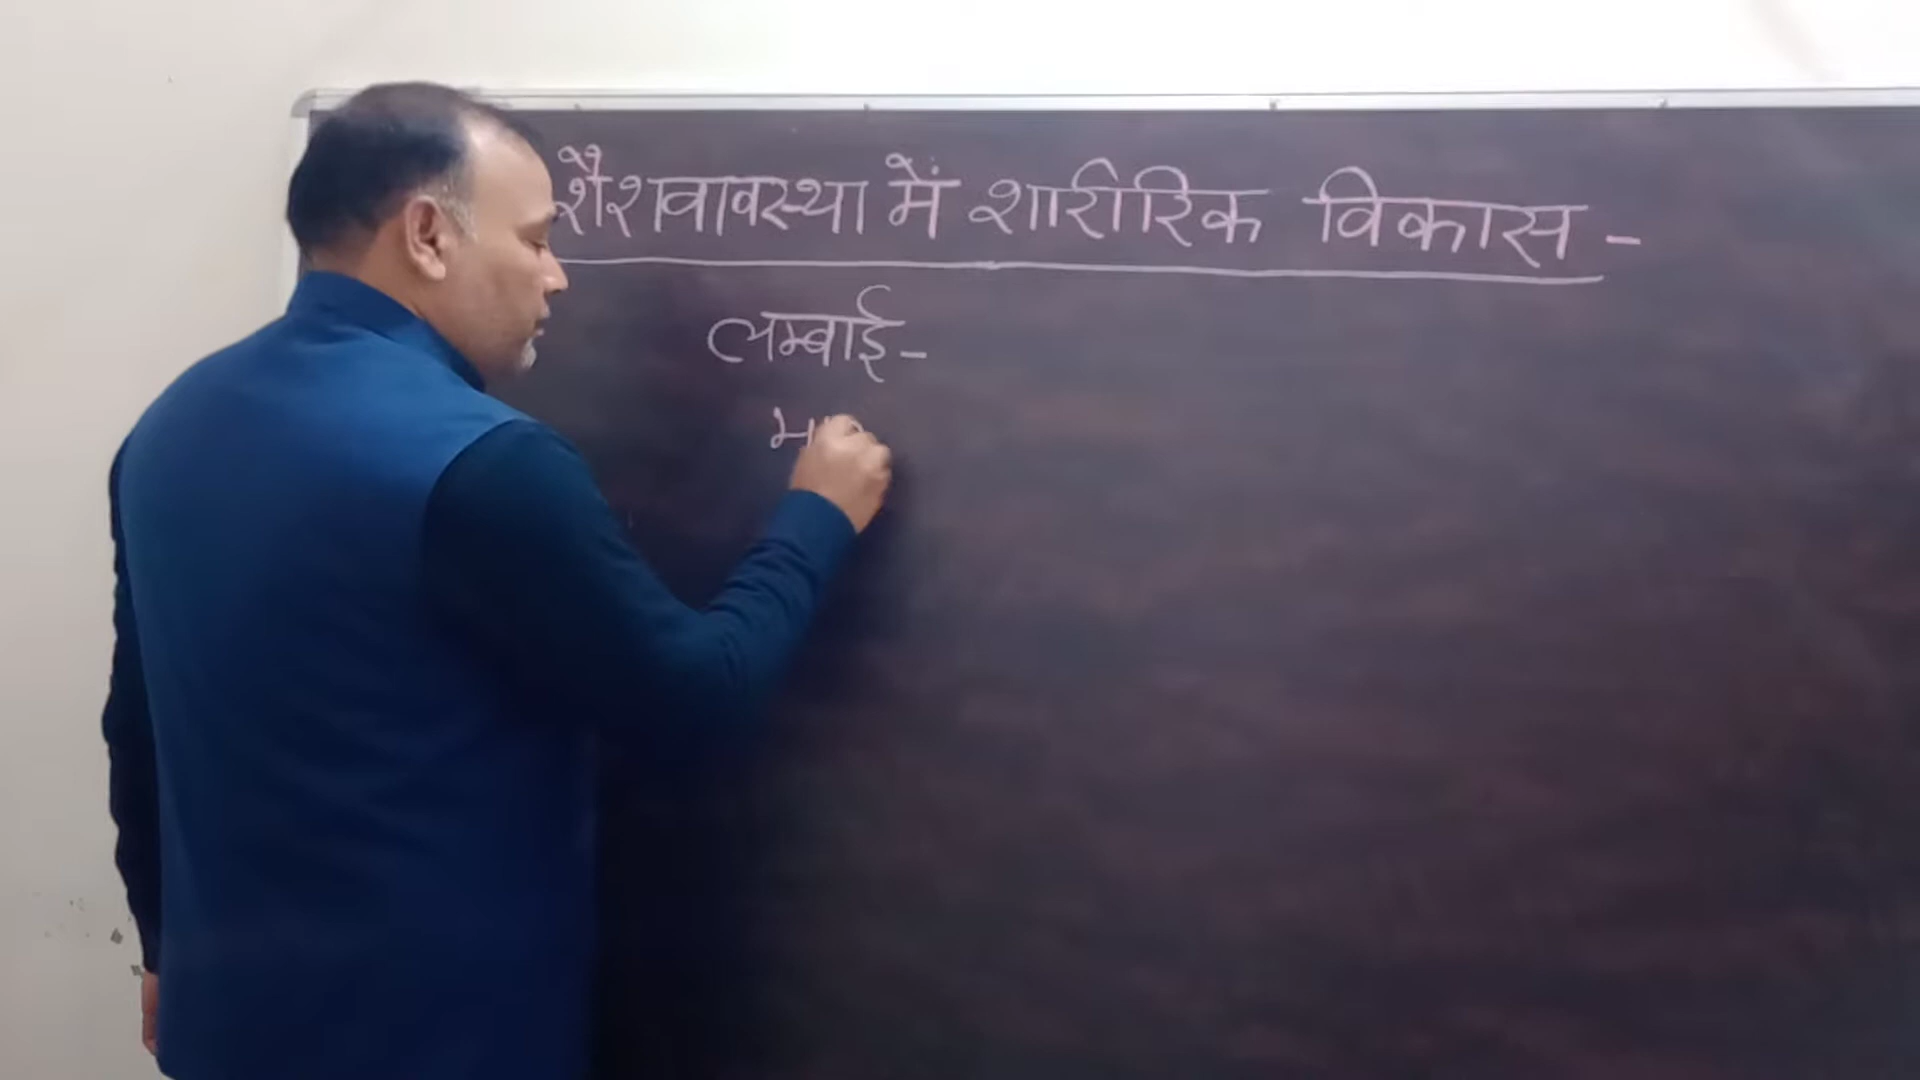 शैशवावस्था में शारीरिक विकास -
लम्बाई -